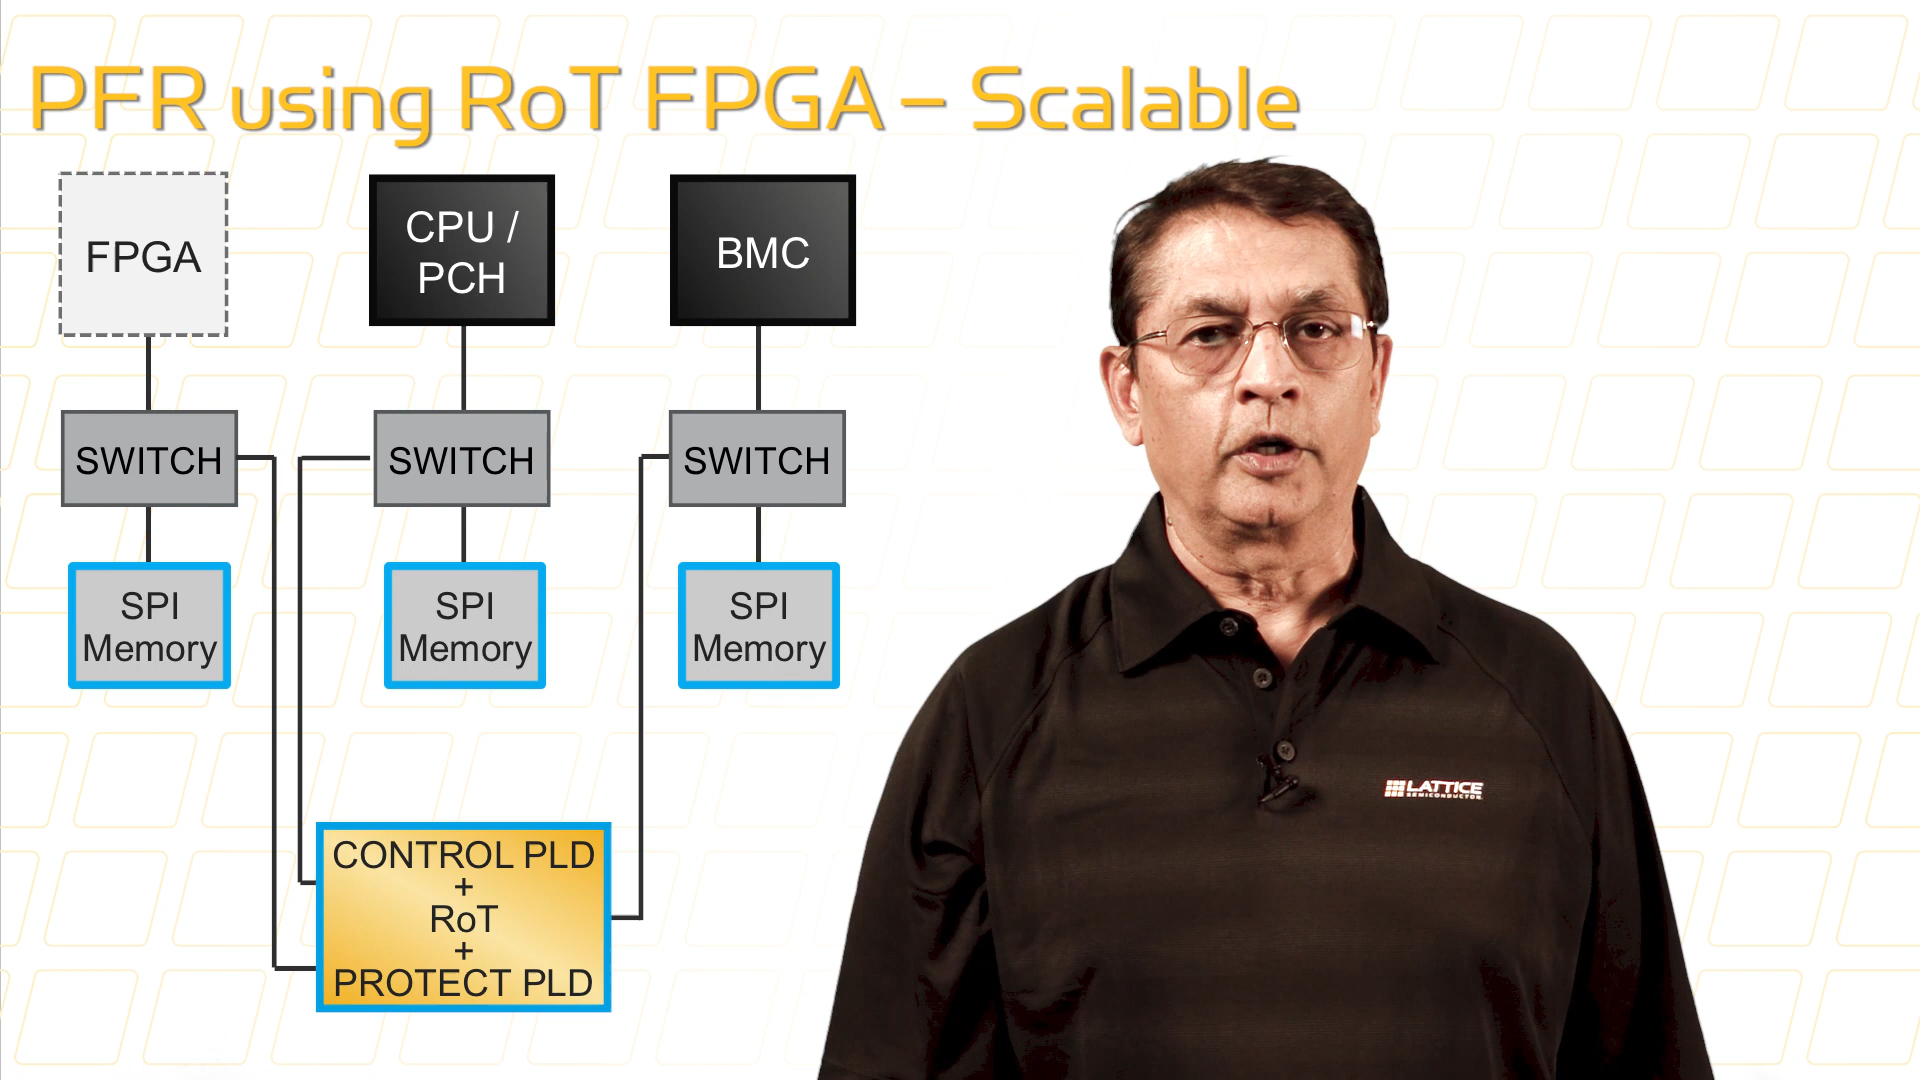 PFR using RoT FPGA – Scalable
FPGA
CPU /
PCH
BMC
SWITCH
SWITCH
SWITCH
SPI
Memory
SPI
Memory
SPI
Memory
CONTROL PLD
+
RoT
+
PROTECT PLD
LATTICE
SEMICONDUCTOR